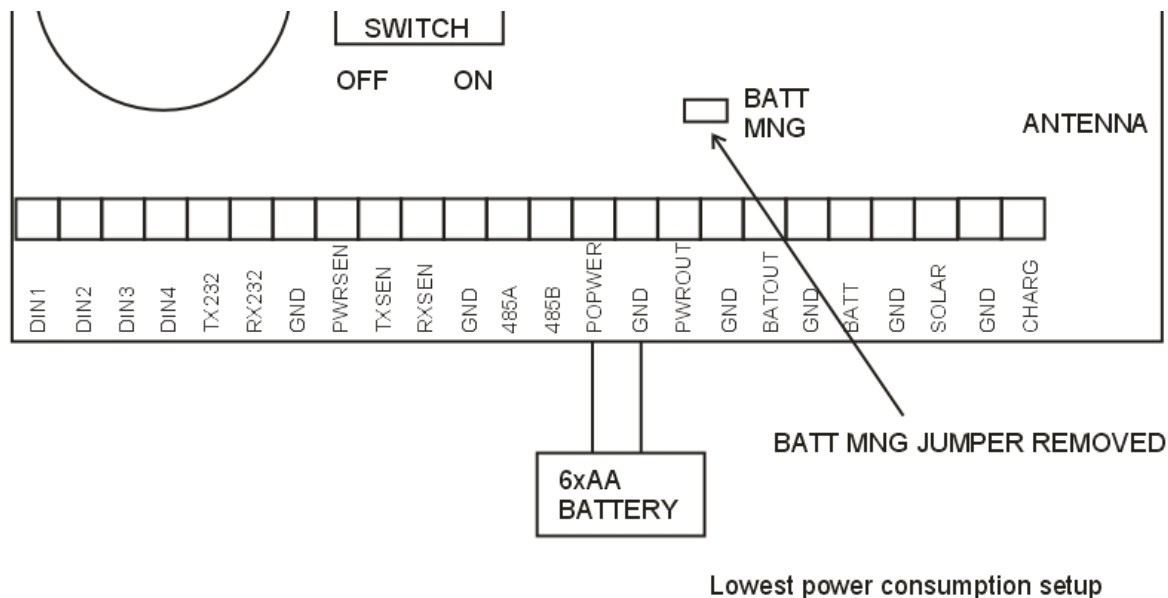 SWITCH
OFF ON
BATT
MNG
ANTENNA
DIN1
DIN2
DIN3
DIN4
TX232
RX232
GND
PWRSEN
TXSEN
RXSEN
GND
485A
485B
POPWER
GND
PWROUT
GND
BATOUT
GND
BATT
GND
SOLAR
GND
CHARG
BATT MNG JUMPER REMOVED
6xAA
BATTERY
Lowest power consumption setup